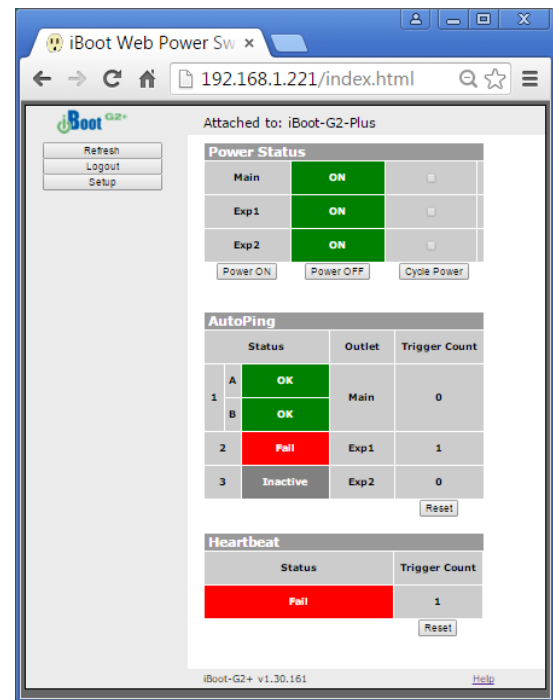 iBoot Web Power Sw
192.168.1.221/index.html
iBoot G2+
Attached to: iBoot-G2-Plus
Refresh
Logout
Setup
Power Status
Main ON
Exp1 ON
Exp2 ON
Power ON Power OFF Cycle Power
AutoPing
Status Outlet Trigger Count
1 A OK Main 0
B OK
2 Fail Exp1 1
3 Inactive Exp2 0
Reset
Heartbeat
Status Trigger Count
Fail 1
Reset
iBoot-G2+ v1.30.161 Help